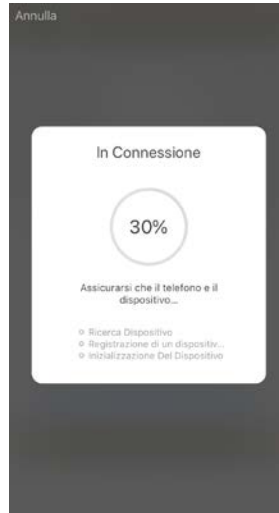 Annulla
In Connessione
30%
Assicurarsi che il telefono e il
dispositivo...
Ricerca Dispositivo
Registrazione di un dispositiv...
inizializzazione Del Dispositivo